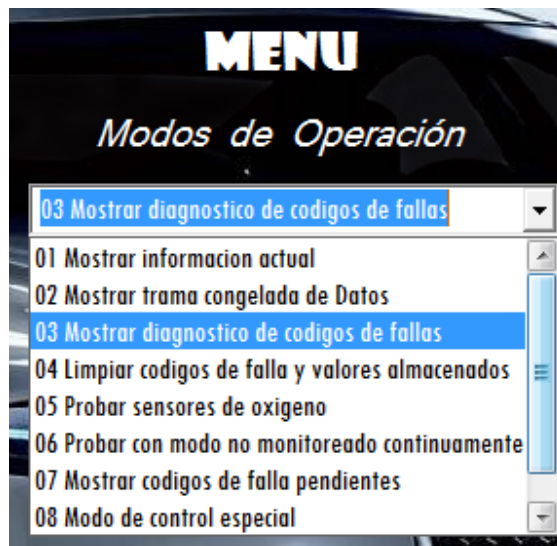 MENU
Modos de Operación
03 Mostrar diagnostico de codigos de fallas
01 Mostrar informacion actual
02 Mostrar trama congelada de Datos
03 Mostrar diagnostico de codigos de fallas
04 Limpiar codigos de falla y valores almacenados
05 Probar sensores de oxigeno
06 Probar con modo no monitoreado continuamente
07 Mostrar codigos de falla pendientes
08 Modo de control especial